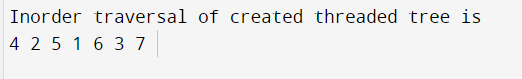 Inorder traversal of created threaded tree is
4 2 5 1 6 3 7